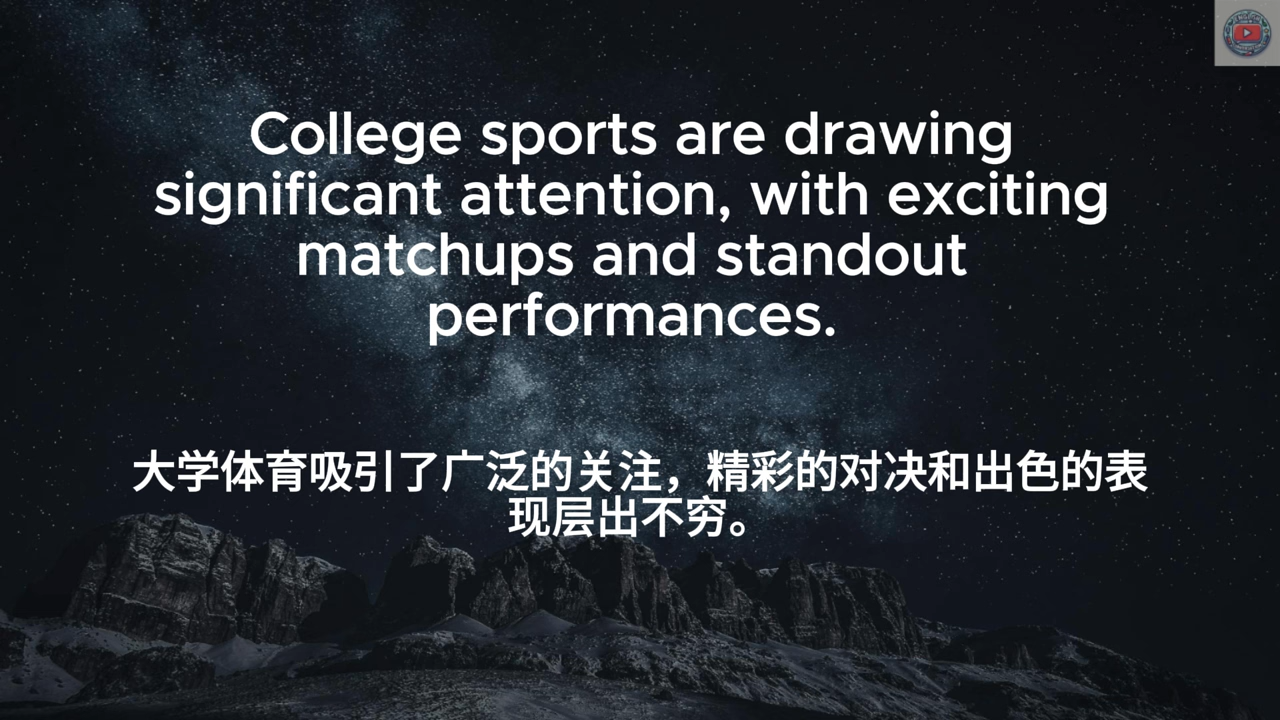 College sports are drawing
significant attention, with exciting
matchups and standout
performances.
大学体育吸引了广泛的关注，精彩的对决和出色的表
现层出不穷。